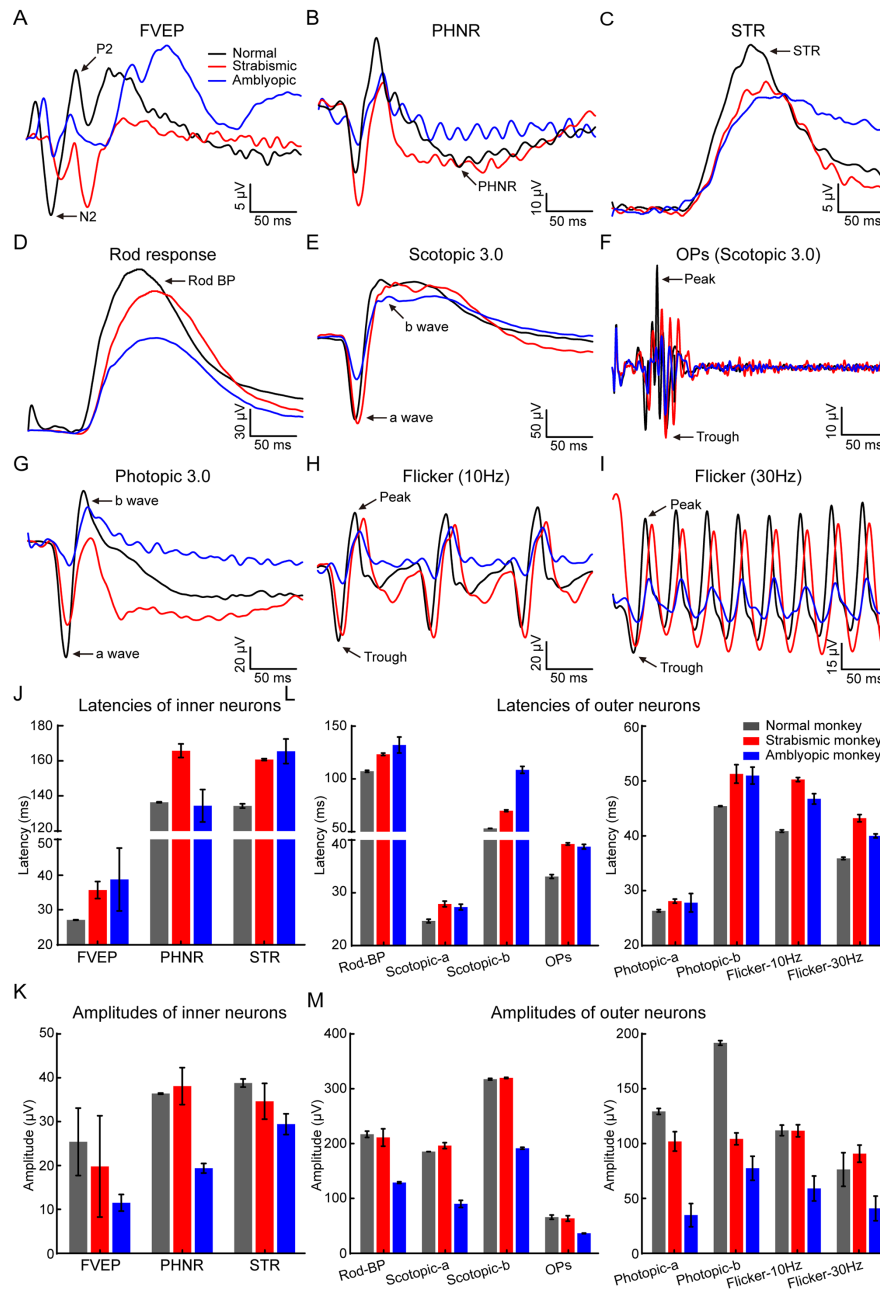 A
FVEP
P2
Normal
Strabismic
Amblyopic
N2
5 μV
50 ms
B
PHNR
PHNR
10 μV
50 ms
C
STR
STR
5 μV
50 ms
D
Rod response
Rod BP
30 μV
50 ms
E
Scotopic 3.0
b wave
a wave
50 μV
50 ms
F
OPs (Scotopic 3.0)
Peak
Trough
10 μV
50 ms
G
Photopic 3.0
b wave
a wave
20 μV
50 ms
H
Flicker (10Hz)
Peak
Trough
20 μV
50 ms
I
Flicker (30Hz)
Peak
Trough
15 μV
50 ms
J
Latencies of inner neurons
Latency (ms)
180
160
140
120
50
40
30
20
FVEP
PHNR
STR
L
Latencies of outer neurons
Latency (ms)
150
100
50
40
30
20
Rod-BP
Scotopic-a
Scotopic-b
OPs
Normal monkey
Strabismic monkey
Amblyopic monkey
Latency (ms)
60
50
40
30
20
Photopic-a
Photopic-b
Flicker-10Hz
Flicker-30Hz
K
Amplitudes of inner neurons
Amplitude (μV)
50
40
30
20
10
0
FVEP
PHNR
STR
M
Amplitudes of outer neurons
Amplitude (μV)
400
300
200
100
0
Rod-BP
Scotopic-a
Scotopic-b
OPs
Amplitude (μV)
200
150
100
50
0
Photopic-a
Photopic-b
Flicker-10Hz
Flicker-30Hz